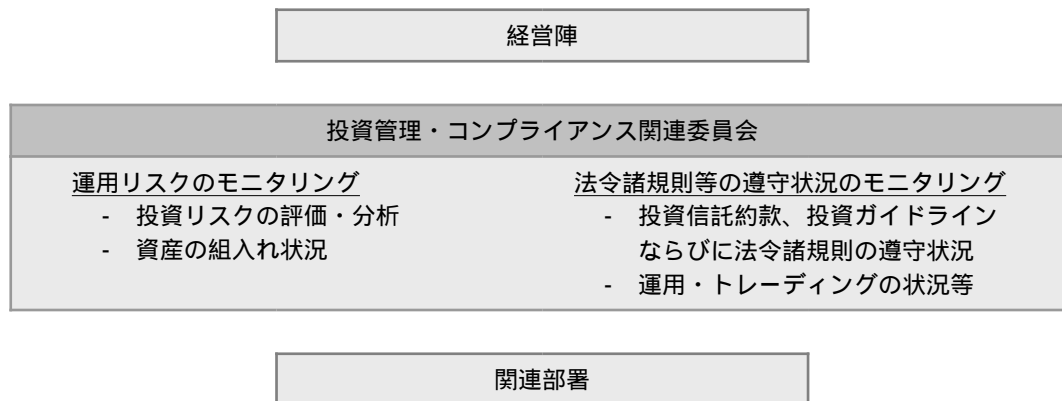 経営陣
投資管理・コンプライアンス関連委員会
運用リスクのモニタリング
- 投資リスクの評価・分析
- 資産の組入れ状況
法令諸規則等の遵守状況のモニタリング
- 投資信託約款、投資ガイドライン
ならびに法令諸規則の遵守状況
- 運用・トレーディングの状況等
関連部署